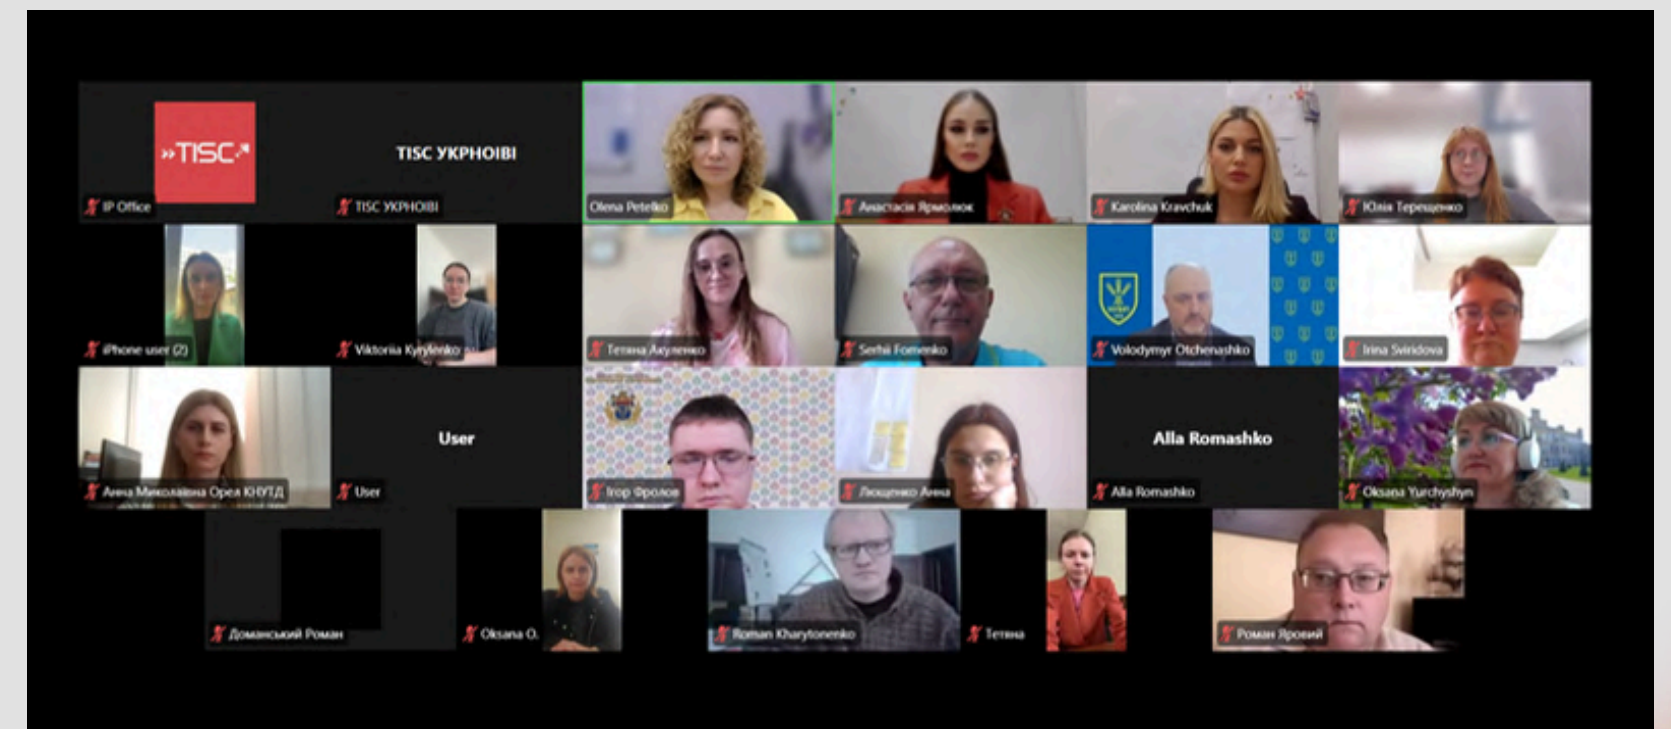 »TISC
IP Office
TISC УКРНОІВІ
TISC УКРНОІВІ
Olena Petelko
Анастасія Ярмолюк
Karolina Kravchuk
Юлія Терещенко
iPhone user (2)
Viktoriia Kyrylenko
Тетяна Акуленко
Serhii Fomenko
Volodymyr Otchenashko
Irina Sviridova
Анна Миколаївна Орел КНУТД
User
User
Ігор Фролов
Лющенко Анна
Alla Romashko
Alla Romashko
Oksana Yurchyshyn
Доманський Роман
Oksana O.
Roman Kharytonenko
Тетяна
Роман Яровий